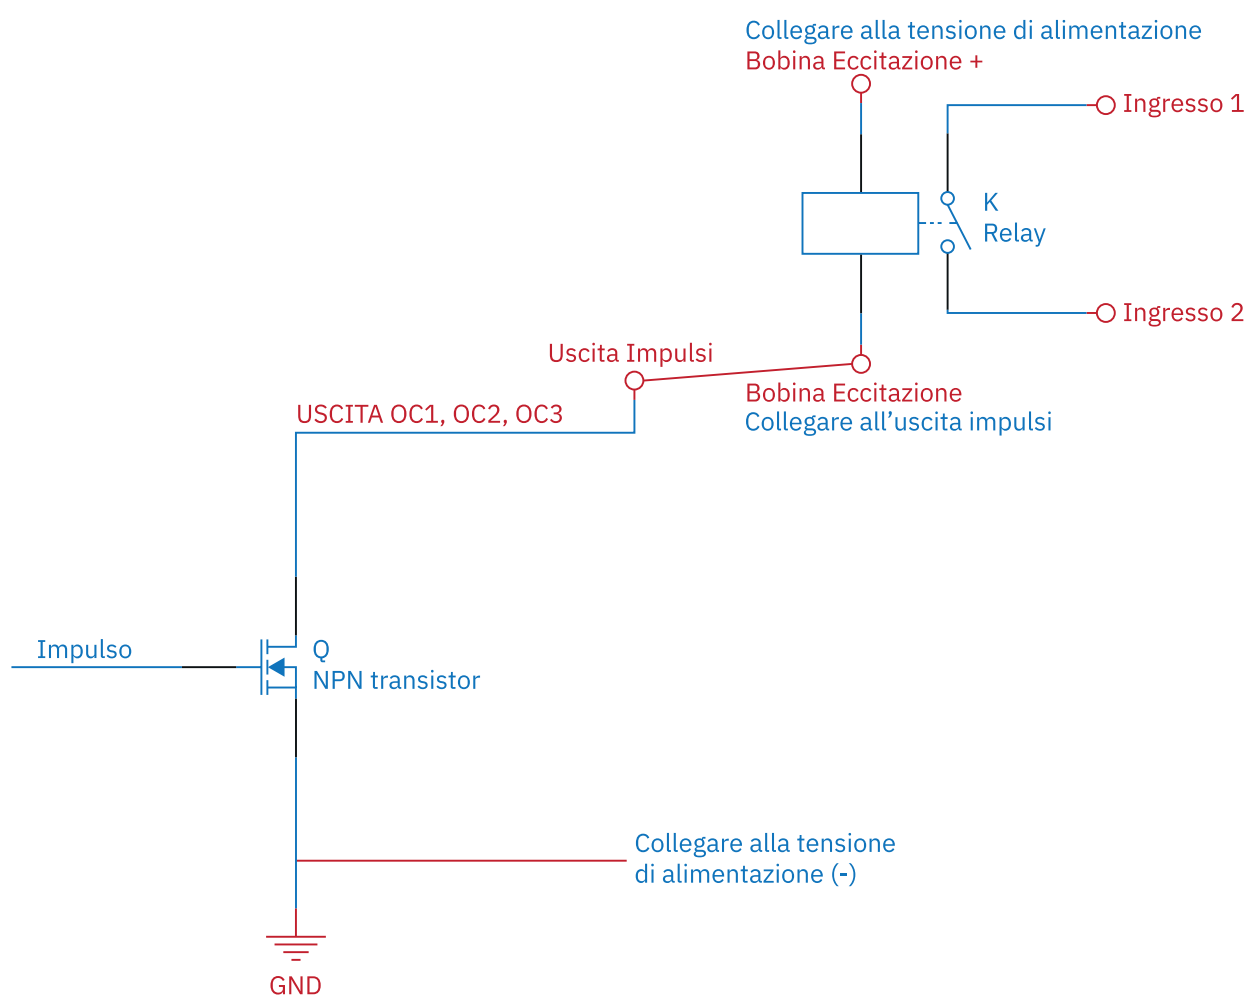 Collegare alla tensione di alimentazione
Bobina Eccitazione +
Ingresso 1
K
Relay
Ingresso 2
Uscita Impulsi
Bobina Eccitazione
Collegare all’uscita impulsi
USCITA OC1, OC2, OC3
Impulso
Q
NPN transistor
Collegare alla tensione
di alimentazione (-)
GND